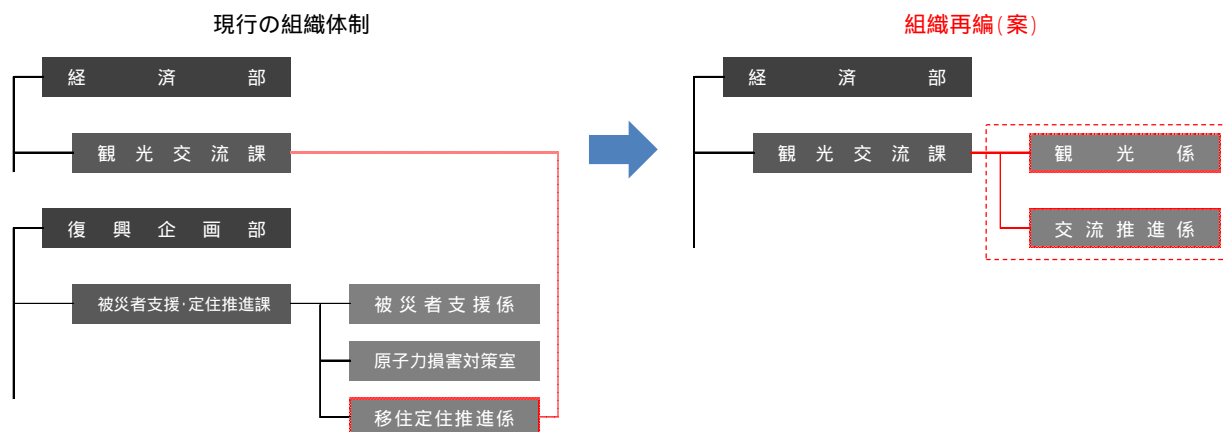 現行の組織体制
経済部
観光交流課
復興企画部
被災者支援・定住推進課
被災者支援係
原子力損害対策室
移住定住推進係
組織再編(案)
経済部
観光交流課
観光係
交流推進係